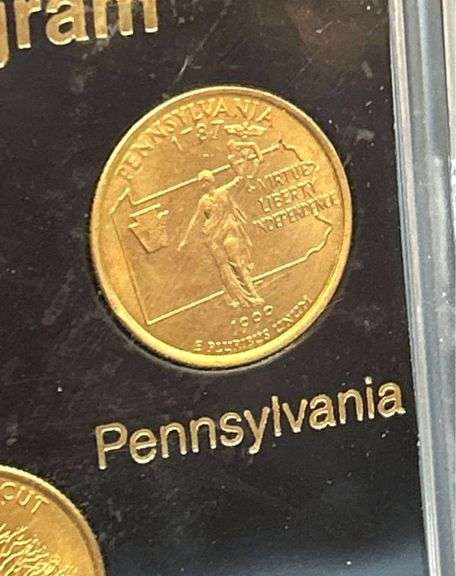 gram
PENNSYLVANIA
1787
VIRTUE
LIBERTY
INDEPENDENCE
1999
E PLURIBUS UNUM
Pennsylvania
CUT